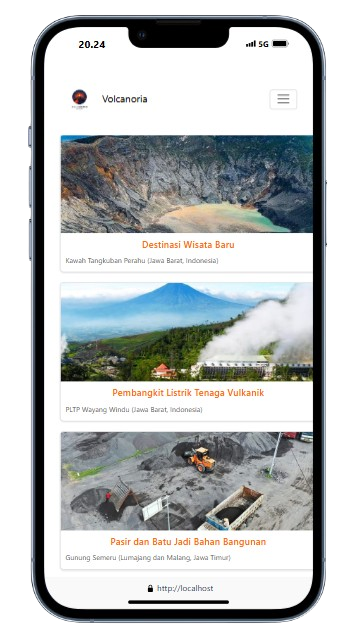 20.24
5G
Volcanoria
Destinasi Wisata Baru
Kawah Tangkuban Perahu (Jawa Barat, Indonesia)
Pembangkit Listrik Tenaga Vulkanik
PLTP Wayang Windu (Jawa Barat, Indonesia)
Pasir dan Batu Jadi Bahan Bangunan
Gunung Semeru (Lumajang dan Malang, Jawa Timur)
http://localhost